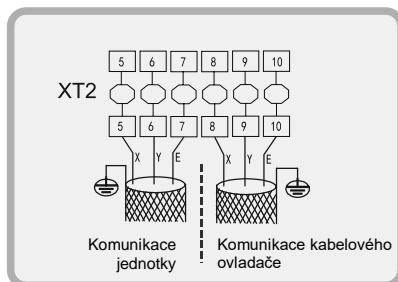 5 6 7 8 9 10
XT2
5 6 7 8 9 10
X Y E X Y E
Komunikace jednotky
Komunikace kabelového ovladače